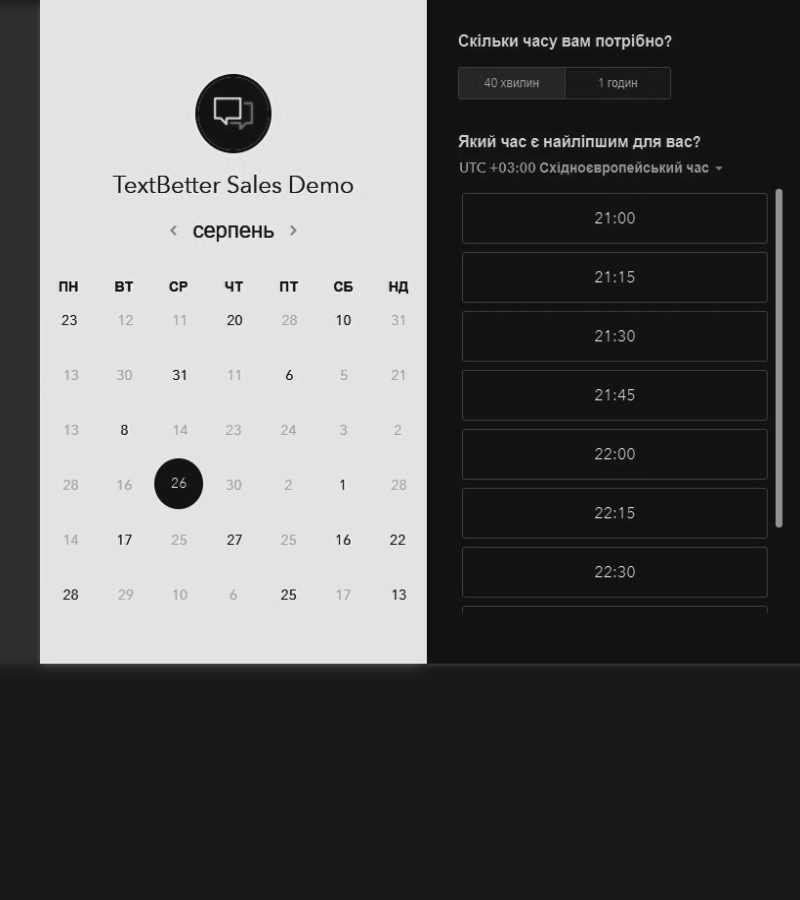 TextBetter Sales Demo
серпень
ПН ВТ СР ЧТ ПТ СБ НД
23 12 11 20 28 10 31
13 30 31 11 6 5 21
13 8 14 23 24 3 2
28 16 26 30 2 1 28
14 17 25 27 25 16 22
28 29 10 6 25 17 13
Скільки часу вам потрібно?
40 хвилин 1 годин
Який час є найліпшим для вас?
UTC +03:00 Східноєвропейський час
21:00
21:15
21:30
21:45
22:00
22:15
22:30